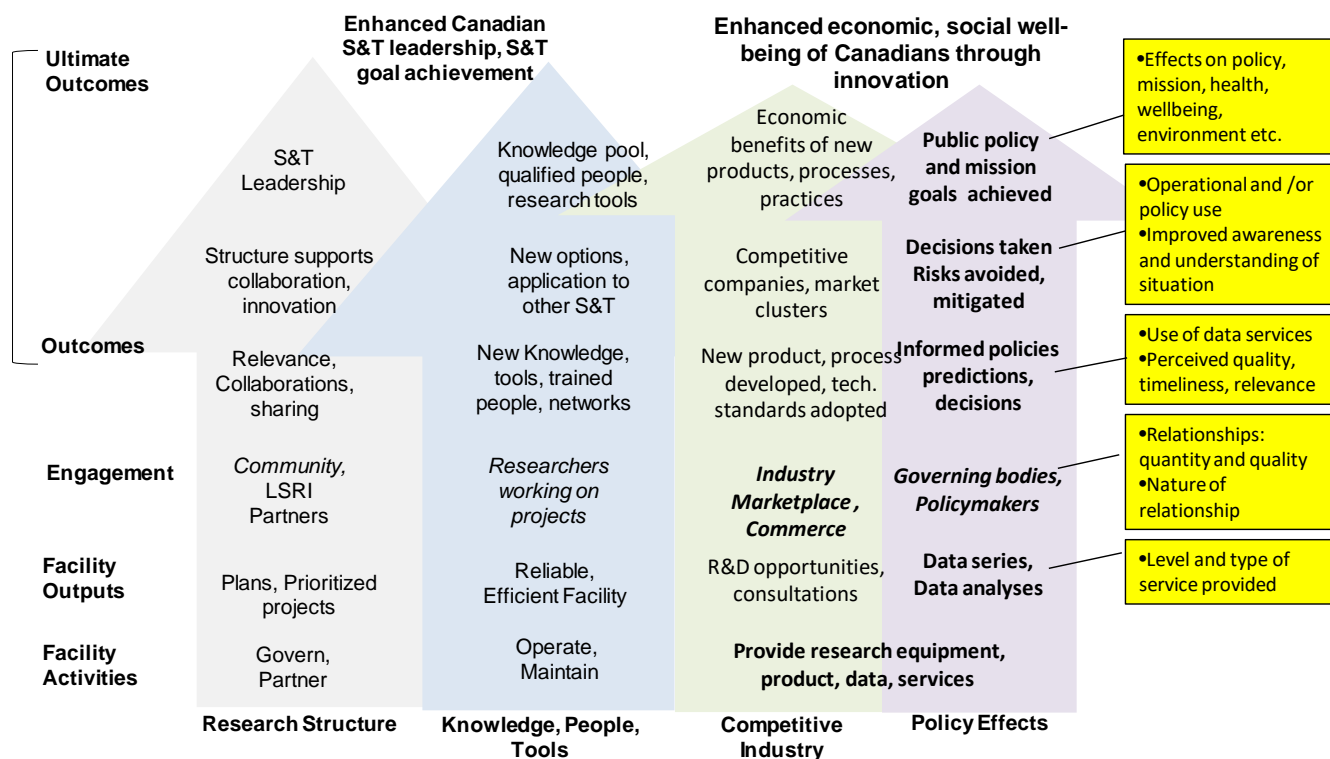 Enhanced Canadian
S&T leadership, S&T
goal achievement
Enhanced economic, social well-
being of Canadians through
innovation
Ultimate
Outcomes
S&T
Leadership
Knowledge pool,
qualified people,
research tools
Economic
benefits of new
products, processes,
practices
Public policy
and mission
goals achieved
•Effects on policy,
mission, health,
wellbeing,
environment etc.
Structure supports
collaboration,
innovation
New options,
application to
other S&T
Competitive
companies, market
clusters
Decisions taken
Risks avoided,
mitigated
•Operational and /or
policy use
•Improved awareness
and understanding of
situation
Outcomes
Relevance,
Collaborations,
sharing
New Knowledge,
tools, trained
people, networks
New product, process
developed, tech.
standards adopted
Informed policies
predictions,
decisions
•Use of data services
•Perceived quality,
timeliness, relevance
Engagement
Community,
LSRI
Partners
Researchers
working on
projects
Industry
Marketplace ,
Commerce
Governing bodies,
Policymakers
•Relationships:
quantity and quality
•Nature of
relationship
Facility
Outputs
Plans, Prioritized
projects
Reliable,
Efficient Facility
R&D opportunities,
consultations
Data series,
Data analyses
•Level and type of
service provided
Facility
Activities
Govern,
Partner
Operate,
Maintain
Provide research equipment,
product, data, services
Research Structure
Knowledge, People,
Tools
Competitive
Industry
Policy Effects